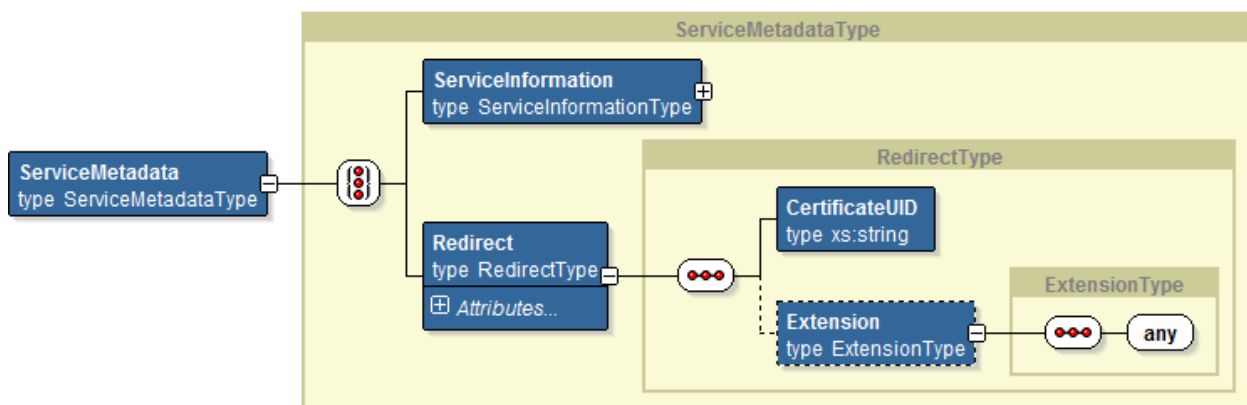 ServiceMetadataType
ServiceInformation
type ServiceInformationType
RedirectType
ServiceMetadata
type ServiceMetadataType
CertificateUID
type xs:string
Redirect
type RedirectType
Attributes...
ExtensionType
Extension
type ExtensionType
any